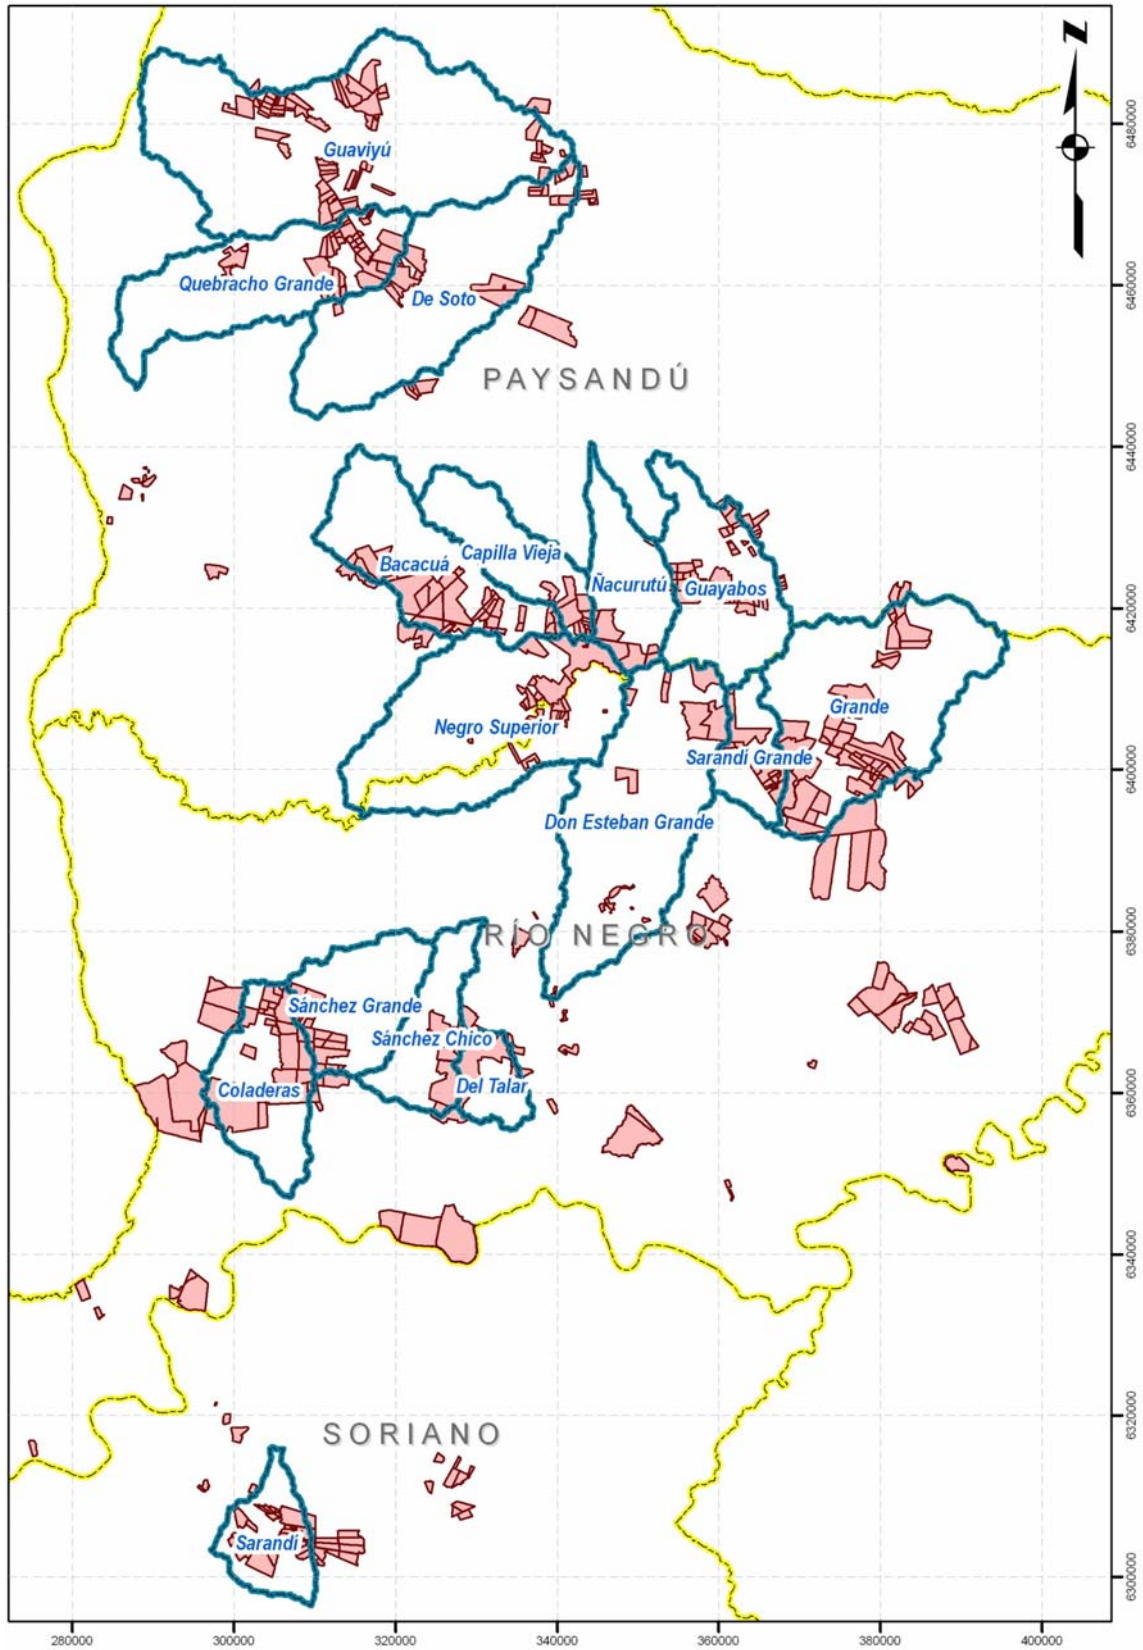 N
6480000
Guaviyú
Quebracho Grande
De Soto
6460000
PAYSANDÚ
6440000
Capilla Vieja
Bacacuá
Ñacurutú
Guayabos
6420000
Grande
Negro Superior
Sarandí Grande
6400000
Don Esteban Grande
RÍO NEGRO
6380000
Sánchez Grande
Sánchez Chico
Coladeras
Del Talar
6360000
6340000
SORIANO
6320000
Sarandí
6300000
280000
300000
320000
340000
360000
380000
400000